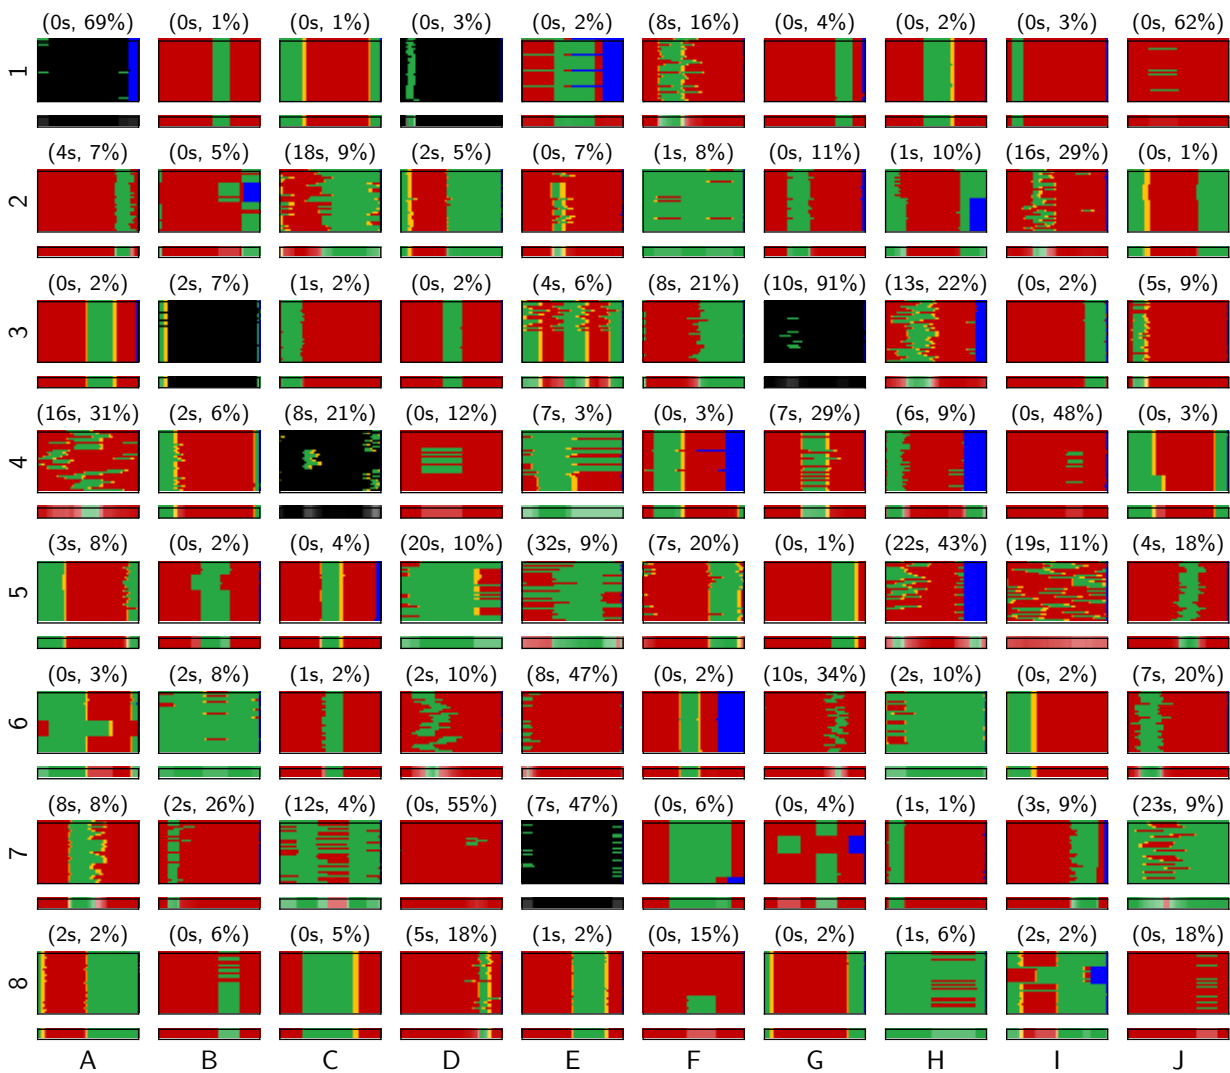 (0s, 69%) (0s, 1%) (0s, 1%) (0s, 3%) (0s, 2%) (8s, 16%) (0s, 4%) (0s, 2%) (0s, 3%) (0s, 62%)
1
(4s, 7%) (0s, 5%) (18s, 9%) (2s, 5%) (0s, 7%) (1s, 8%) (0s, 11%) (1s, 10%) (16s, 29%) (0s, 1%)
2
(0s, 2%) (2s, 7%) (1s, 2%) (0s, 2%) (4s, 6%) (8s, 21%) (10s, 91%) (13s, 22%) (0s, 2%) (5s, 9%)
3
(16s, 31%) (2s, 6%) (8s, 21%) (0s, 12%) (7s, 3%) (0s, 3%) (7s, 29%) (6s, 9%) (0s, 48%) (0s, 3%)
4
(3s, 8%) (0s, 2%) (0s, 4%) (20s, 10%) (32s, 9%) (7s, 20%) (0s, 1%) (22s, 43%) (19s, 11%) (4s, 18%)
5
(0s, 3%) (2s, 8%) (1s, 2%) (2s, 10%) (8s, 47%) (0s, 2%) (10s, 34%) (2s, 10%) (0s, 2%) (7s, 20%)
6
(8s, 8%) (2s, 26%) (12s, 4%) (0s, 55%) (7s, 47%) (0s, 6%) (0s, 4%) (1s, 1%) (3s, 9%) (23s, 9%)
7
(2s, 2%) (0s, 6%) (0s, 5%) (5s, 18%) (1s, 2%) (0s, 15%) (0s, 2%) (1s, 6%) (2s, 2%) (0s, 18%)
8
A B C D E F G H I J